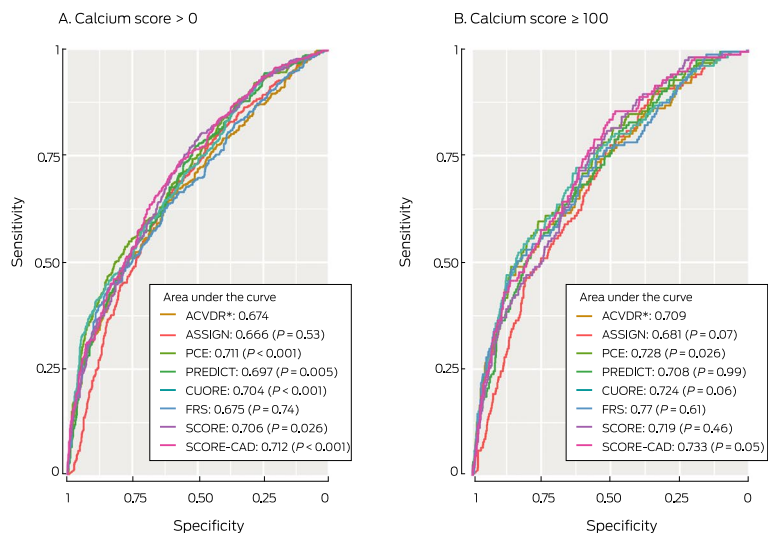 A. Calcium score > 0
1
0.75
0.50
0.25
0
Sensitivity
Area under the curve
ACVDR*: 0.674
ASSIGN: 0.666 (P = 0.53)
PCE: 0.711 (P < 0.001)
PREDICT: 0.697 (P = 0.005)
CUORE: 0.704 (P < 0.001)
FRS: 0.675 (P = 0.74)
SCORE: 0.706 (P = 0.026)
SCORE-CAD: 0.712 (P < 0.001)
1 0.75 0.50 0.25 0
Specificity
B. Calcium score ≥ 100
1
0.75
0.50
0.25
0
Sensitivity
Area under the curve
ACVDR*: 0.709
ASSIGN: 0.681 (P = 0.07)
PCE: 0.728 (P = 0.026)
PREDICT: 0.708 (P = 0.99)
CUORE: 0.724 (P = 0.06)
FRS: 0.77 (P = 0.61)
SCORE: 0.719 (P = 0.46)
SCORE-CAD: 0.733 (P = 0.05)
1 0.75 0.50 0.25 0
Specificity